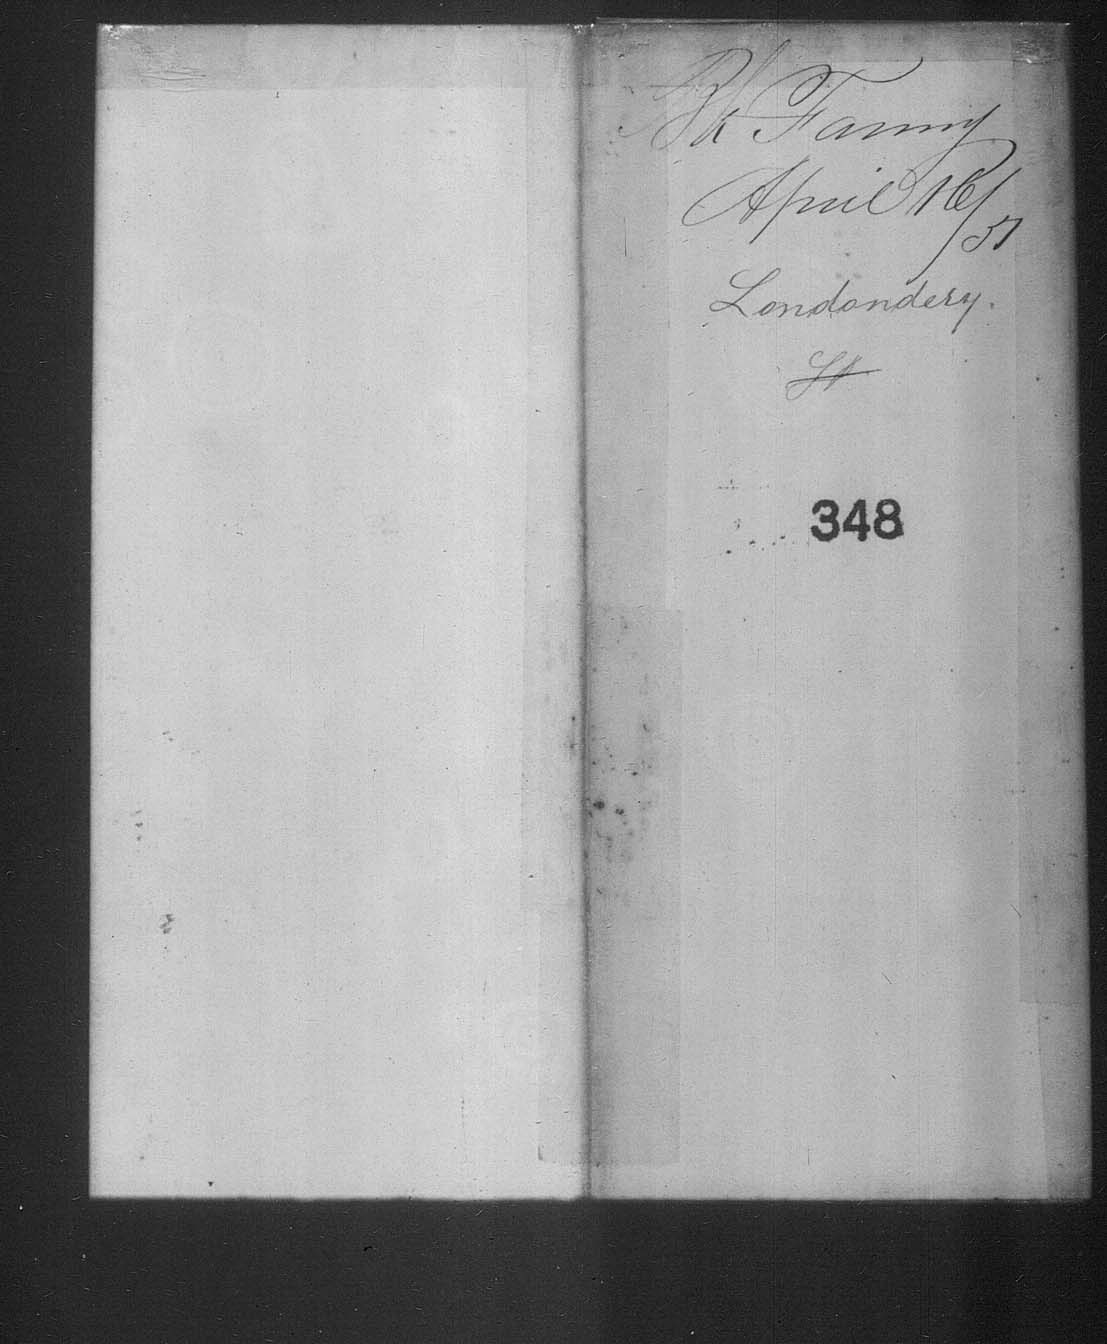 Bk Fanny
April 16/51
Londondery.
348